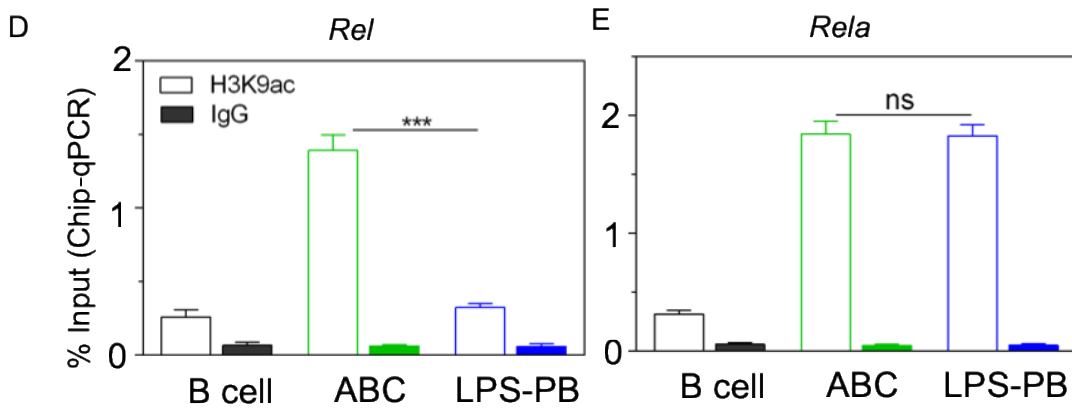 D
Rel
% Input (Chip-qPCR)
2
1
0
H3K9ac
IgG
***
B cell ABC LPS-PB
E
Rela
2
1
0
ns
B cell ABC LPS-PB